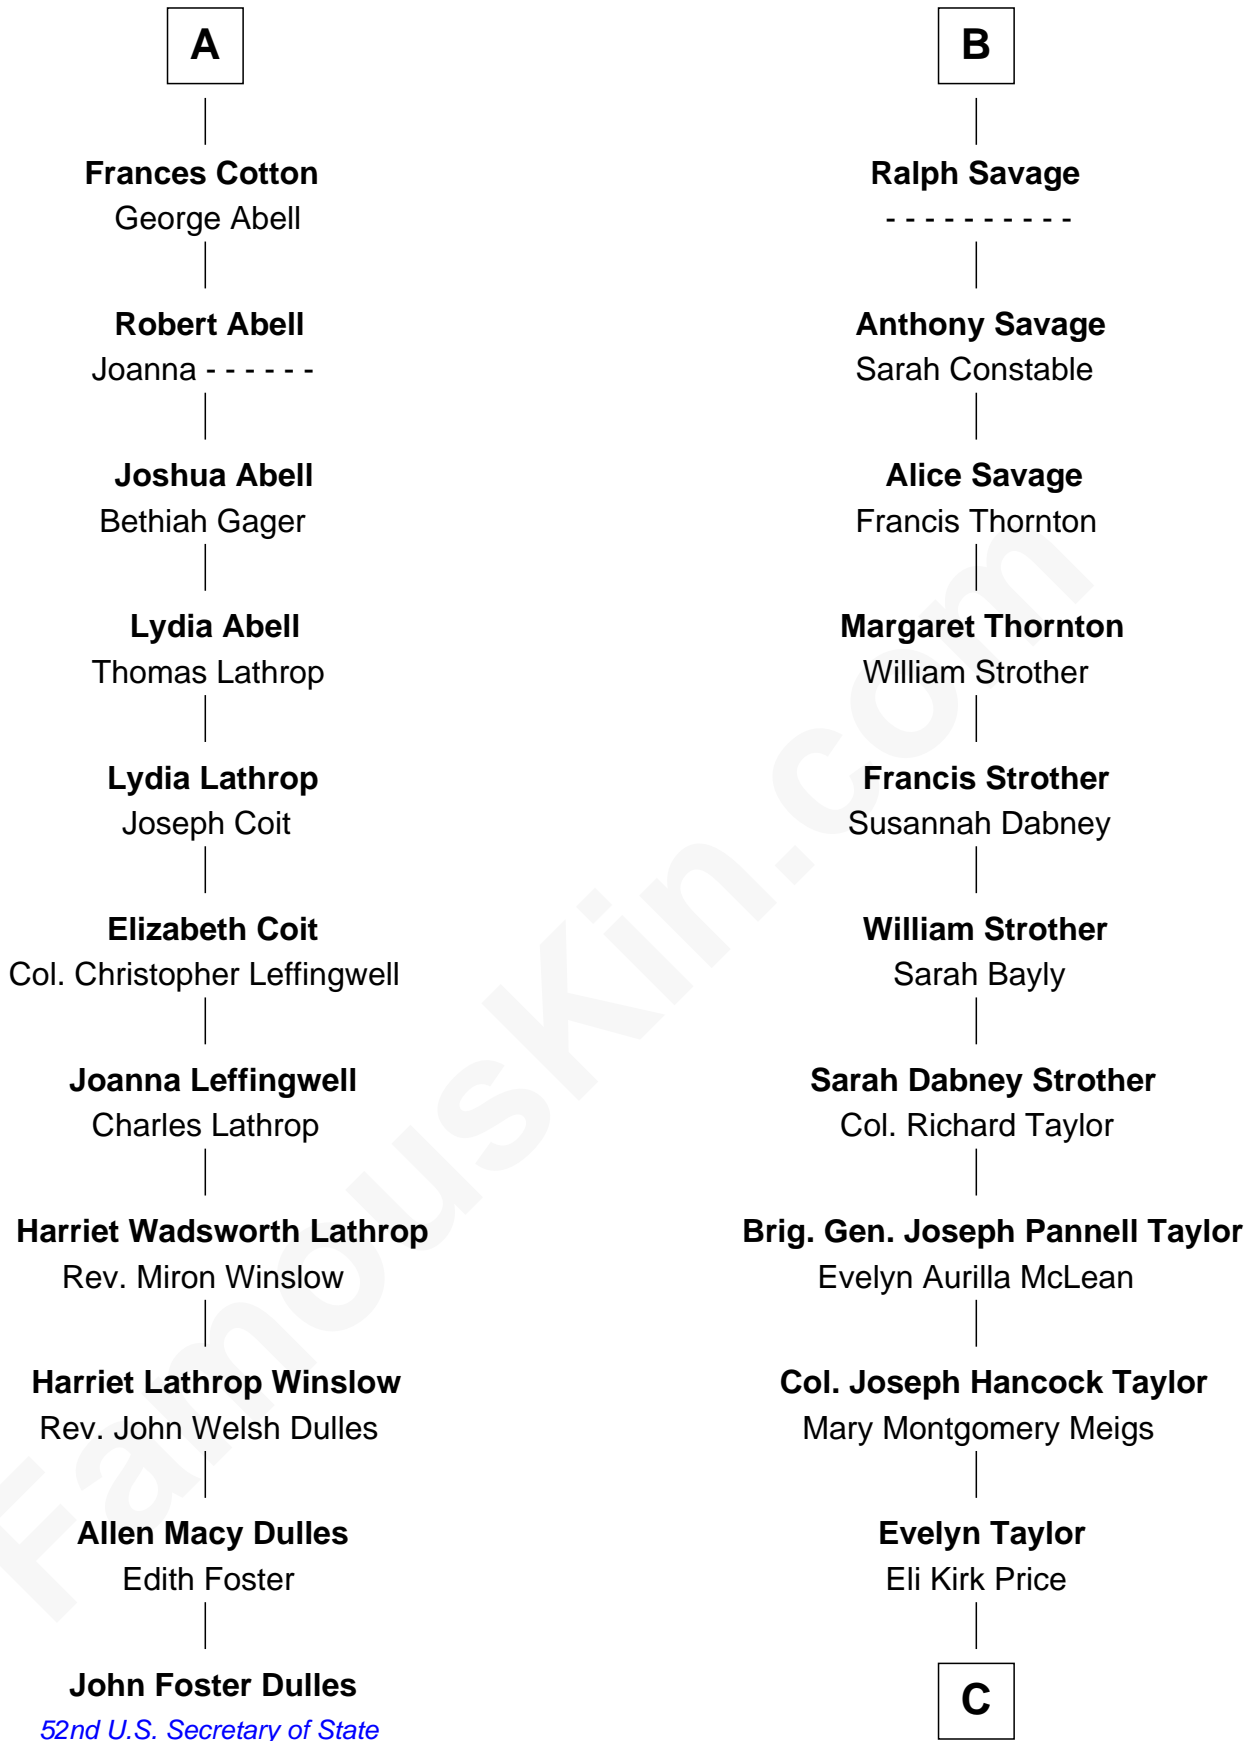 A
Frances Cotton
George Abell
Robert Abell
Joanna - - - - - -
Joshua Abell
Bethiah Gager
Lydia Abell
Thomas Lathrop
Lydia Lathrop
Joseph Coit
Elizabeth Coit
Col. Christopher Leffingwell
Joanna Leffingwell
Charles Lathrop
Harriet Wadsworth Lathrop
Rev. Miron Winslow
Harriet Lathrop Winslow
Rev. John Welsh Dulles
Allen Macy Dulles
Edith Foster
John Foster Dulles
52nd U.S. Secretary of State
B
Ralph Savage
- - - - - - - - - -
Anthony Savage
Sarah Constable
Alice Savage
Francis Thornton
Margaret Thornton
William Strother
Francis Strother
Susannah Dabney
William Strother
Sarah Bayly
Sarah Dabney Strother
Col. Richard Taylor
Brig. Gen. Joseph Pannell Taylor
Evelyn Aurilla McLean
Col. Joseph Hancock Taylor
Mary Montgomery Meigs
Evelyn Taylor
Eli Kirk Price
C
FamousKin.com